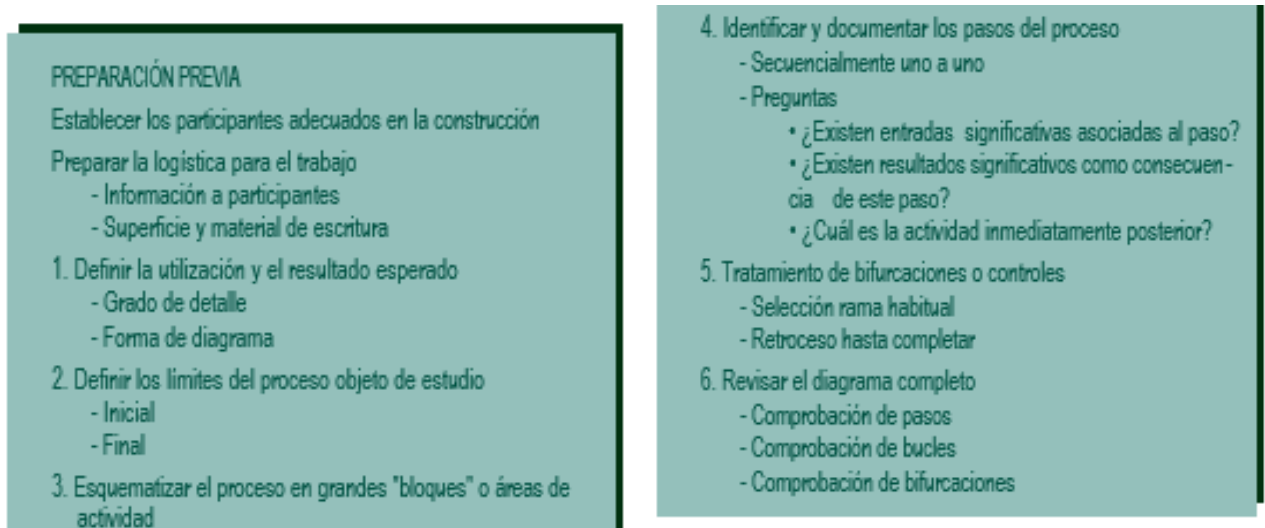 PREPARACIÓN PREVIA
Establecer los participantes adecuados en la construcción
Preparar la logística para el trabajo
- Información a participantes
- Superficie y material de escritura
1. Definir la utilización y el resultado esperado
- Grado de detalle
- Forma de diagrama
2. Definir los límites del proceso objeto de estudio
- Inicial
- Final
3. Esquematizar el proceso en grandes "bloques" o áreas de
actividad
4. Identificar y documentar los pasos del proceso
- Secuencialmente uno a uno
- Preguntas
• ¿Existen entradas significativas asociadas al paso?
• ¿Existen resultados significativos como consecuen-
cia de este paso?
• ¿Cuál es la actividad inmediatamente posterior?
5. Tratamiento de bifurcaciones o controles
- Selección rama habitual
- Retroceso hasta completar
6. Revisar el diagrama completo
- Comprobación de pasos
- Comprobación de bucles
- Comprobación de bifurcaciones